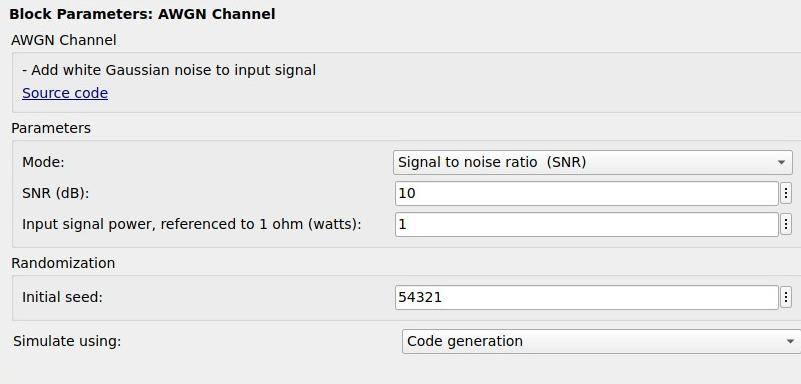 Block Parameters: AWGN Channel
AWGN Channel
- Add white Gaussian noise to input signal
Source code
Parameters
Mode: Signal to noise ratio  (SNR)
SNR (dB): 10
Input signal power, referenced to 1 ohm (watts): 1
Randomization
Initial seed: 54321
Simulate using: Code generation